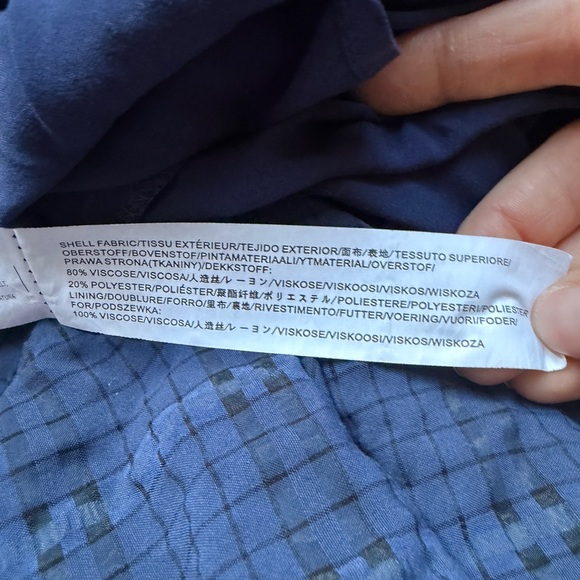 SHELL FABRIC/TISSU EXTÉRIEUR/TEJIDO EXTERIOR/面布/表地/TESSUTO SUPERIORE/
OBERSTOFF/BOVENSTOF/PINTAMATERIAALI/YTMATERIAL/OVERSTOF/
PRAWA STRONA(TKANINY)/DEKKSTOFF:
80% VISCOSE/VISCOSA/人造丝/レーヨン/VISKOSE/VISKOOSI/VISKOS/WISKOZA
20% POLYESTER/POLIÉSTER/聚酯纤维/ポリエステル/POLIESTERE/POLYESTERI/POLIESTER
LINING/DOUBLURE/FORRO/里布/裏地/RIVESTIMENTO/FUTTER/VOERING/VUORI/FODER/
FOR/PODSZEWKA:
100% VISCOSE/VISCOSA/人造丝/レーヨン/VISKOSE/VISKOOSI/VISKOS/WISKOZA